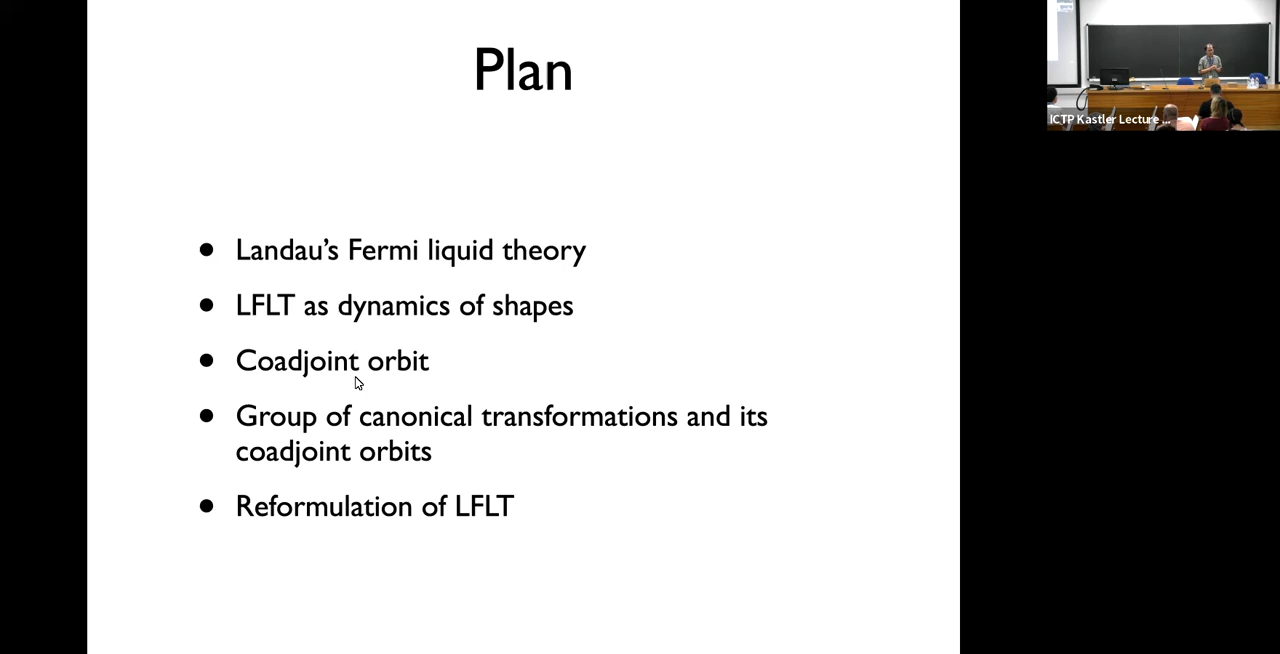 Plan
• Landau’s Fermi liquid theory
• LFLT as dynamics of shapes
• Coadjoint orbit
• Group of canonical transformations and its
coadjoint orbits
• Reformulation of LFLT
ICTP Kastler Lecture ...